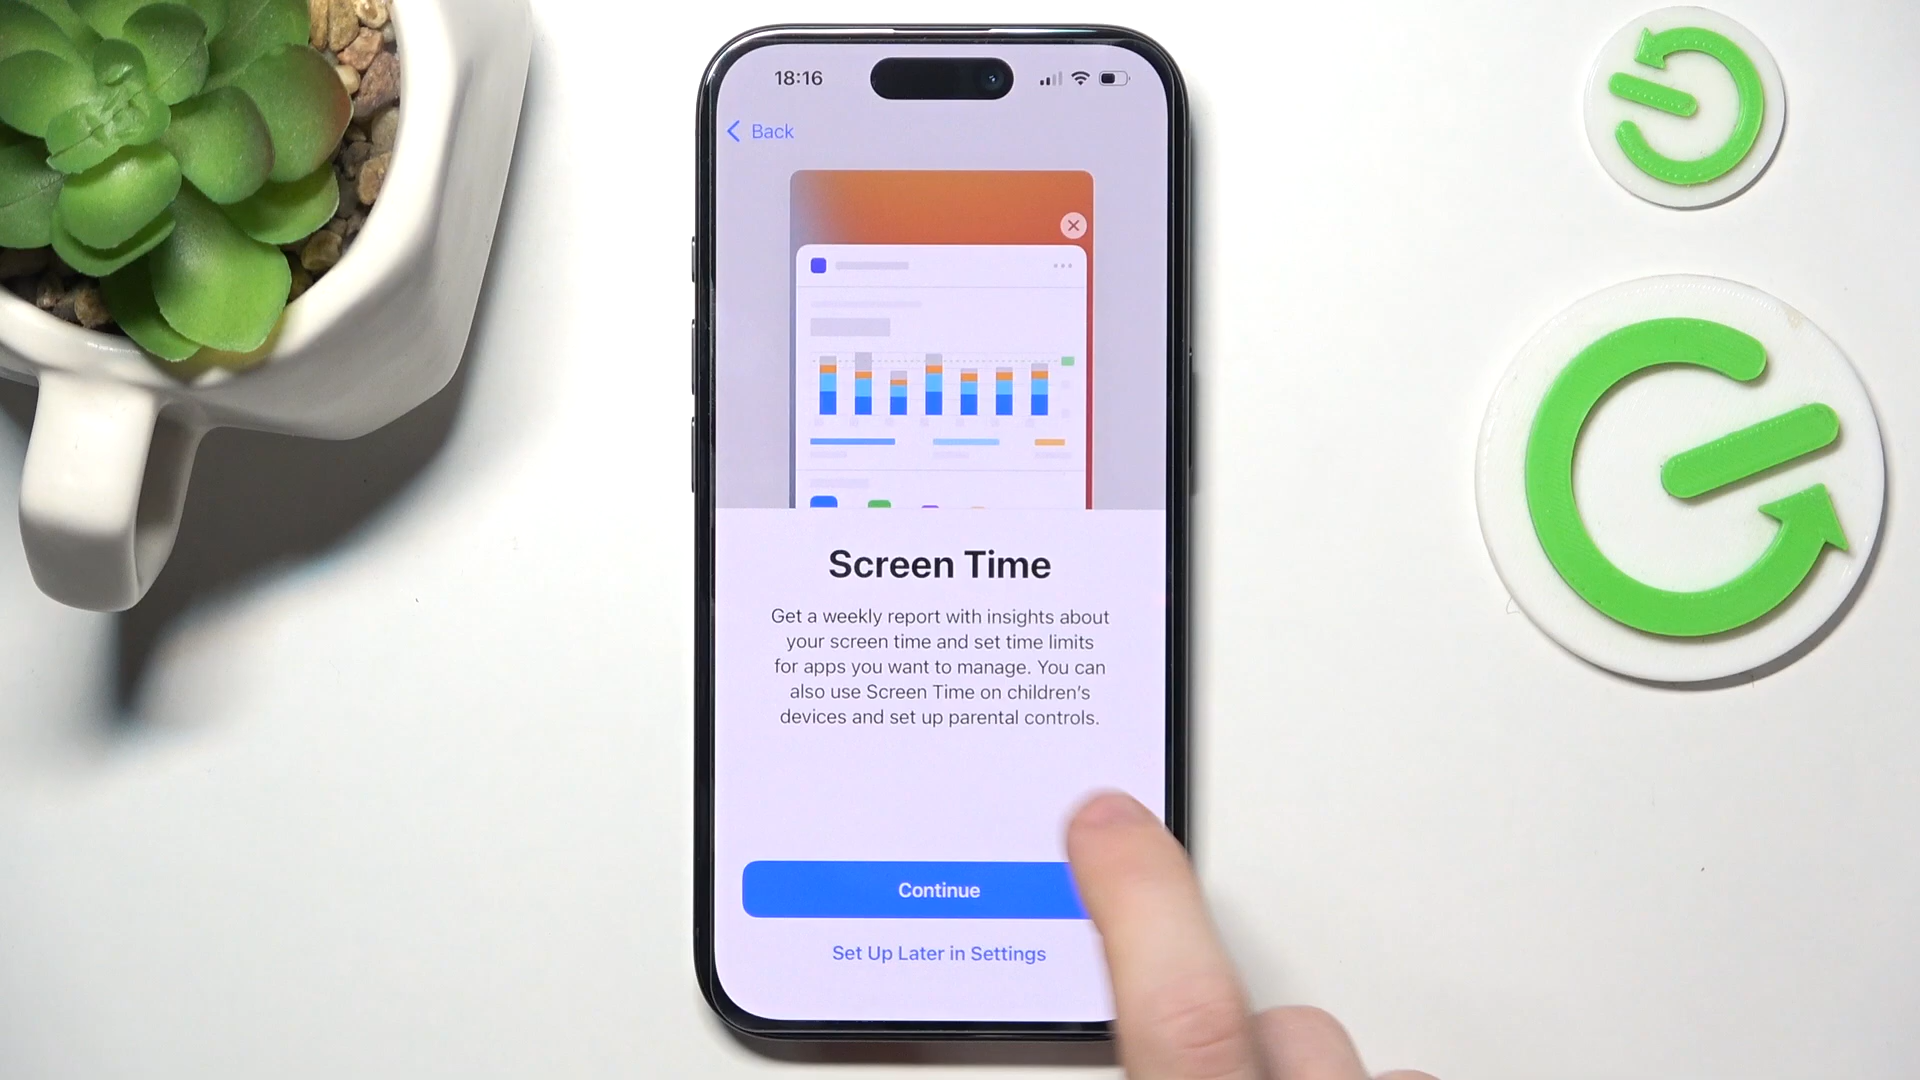 18:16
Back
Screen Time
Get a weekly report with insights about
your screen time and set time limits
for apps you want to manage. You can
also use Screen Time on children's
devices and set up parental controls.
Continue
Set Up Later in Settings